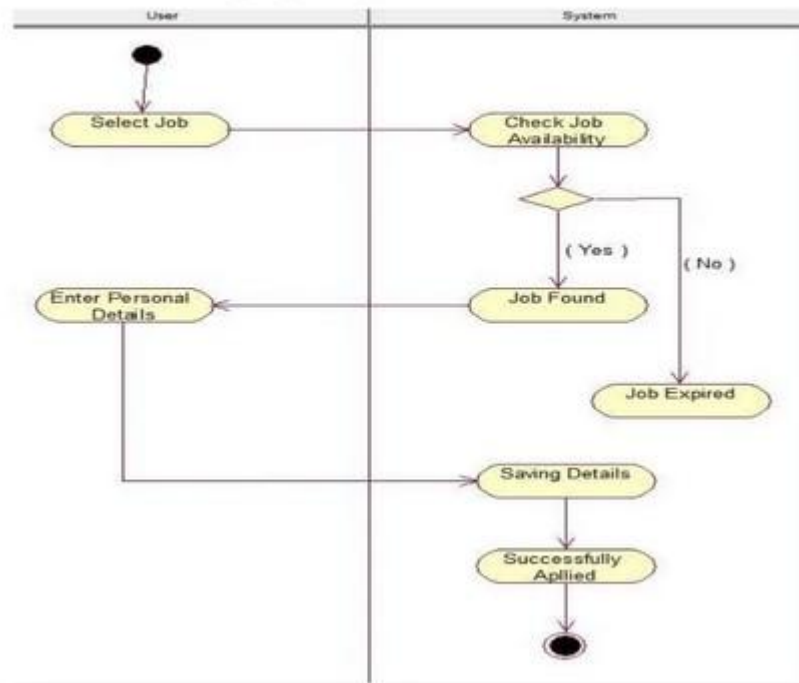 User
System
Select Job
Check Job
Availability
( Yes )
( No )
Enter Personal
Details
Job Found
Job Expired
Saving Details
Successfully
Apllied